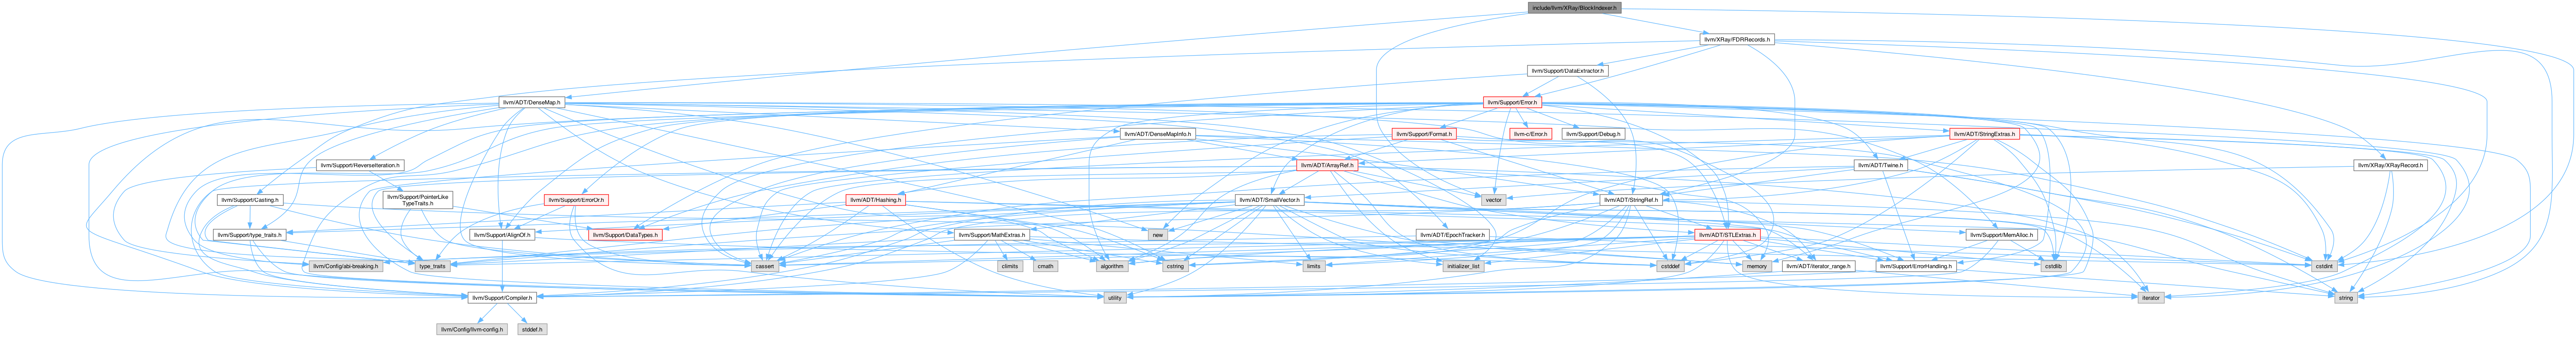 include/llvm/XRay/BlockIndexer.h
llvm/XRay/FDRRecords.h
llvm/Support/DataExtractor.h
llvm/ADT/DenseMap.h
llvm/Support/Error.h
llvm/ADT/DenseMapInfo.h
llvm/Support/Format.h
llvm-c/Error.h
llvm/Support/Debug.h
llvm/ADT/StringExtras.h
llvm/Support/ReverseIteration.h
llvm/ADT/ArrayRef.h
llvm/ADT/Twine.h
llvm/XRay/XRayRecord.h
llvm/Support/Casting.h
llvm/Support/PointerLike
TypeTraits.h
llvm/Support/ErrorOr.h
llvm/ADT/Hashing.h
llvm/ADT/SmallVector.h
vector
llvm/ADT/StringRef.h
llvm/Support/type_traits.h
llvm/Support/AlignOf.h
llvm/Support/DataTypes.h
llvm/Support/MathExtras.h
new
llvm/ADT/EpochTracker.h
llvm/ADT/STLExtras.h
llvm/Support/MemAlloc.h
llvm/Config/abi-breaking.h
type_traits
cassert
climits
cmath
algorithm
cstring
limits
initializer_list
cstddef
memory
llvm/ADT/iterator_range.h
llvm/Support/ErrorHandling.h
cstdlib
cstdint
llvm/Support/Compiler.h
utility
iterator
string
llvm/Config/llvm-config.h
stddef.h